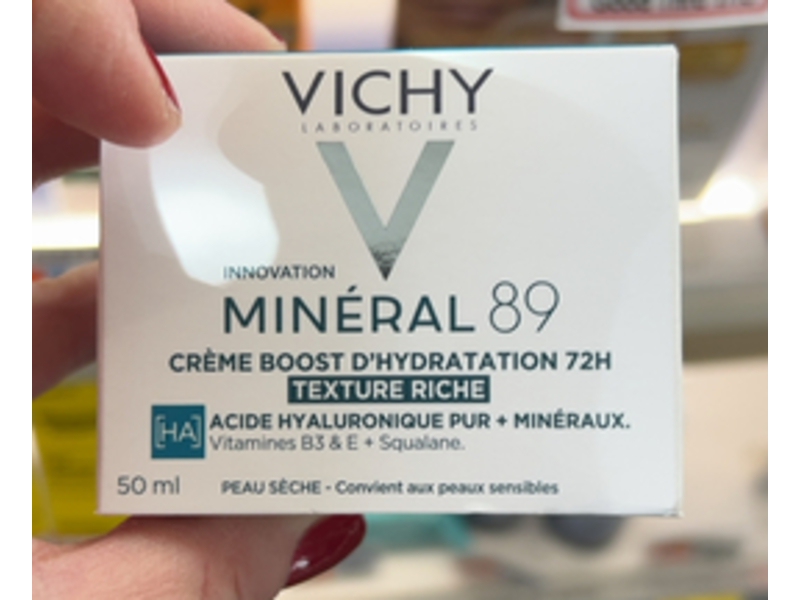 VICHY
LABORATOIRES
INNOVATION
MINÉRAL 89
CRÈME BOOST D'HYDRATATION 72H
TEXTURE RICHE
[HA] ACIDE HYALURONIQUE PUR + MINÉRAUX.
Vitamines B3 & E + Squalane.
50 ml PEAU SÈCHE - Convient aux peaux sensibles